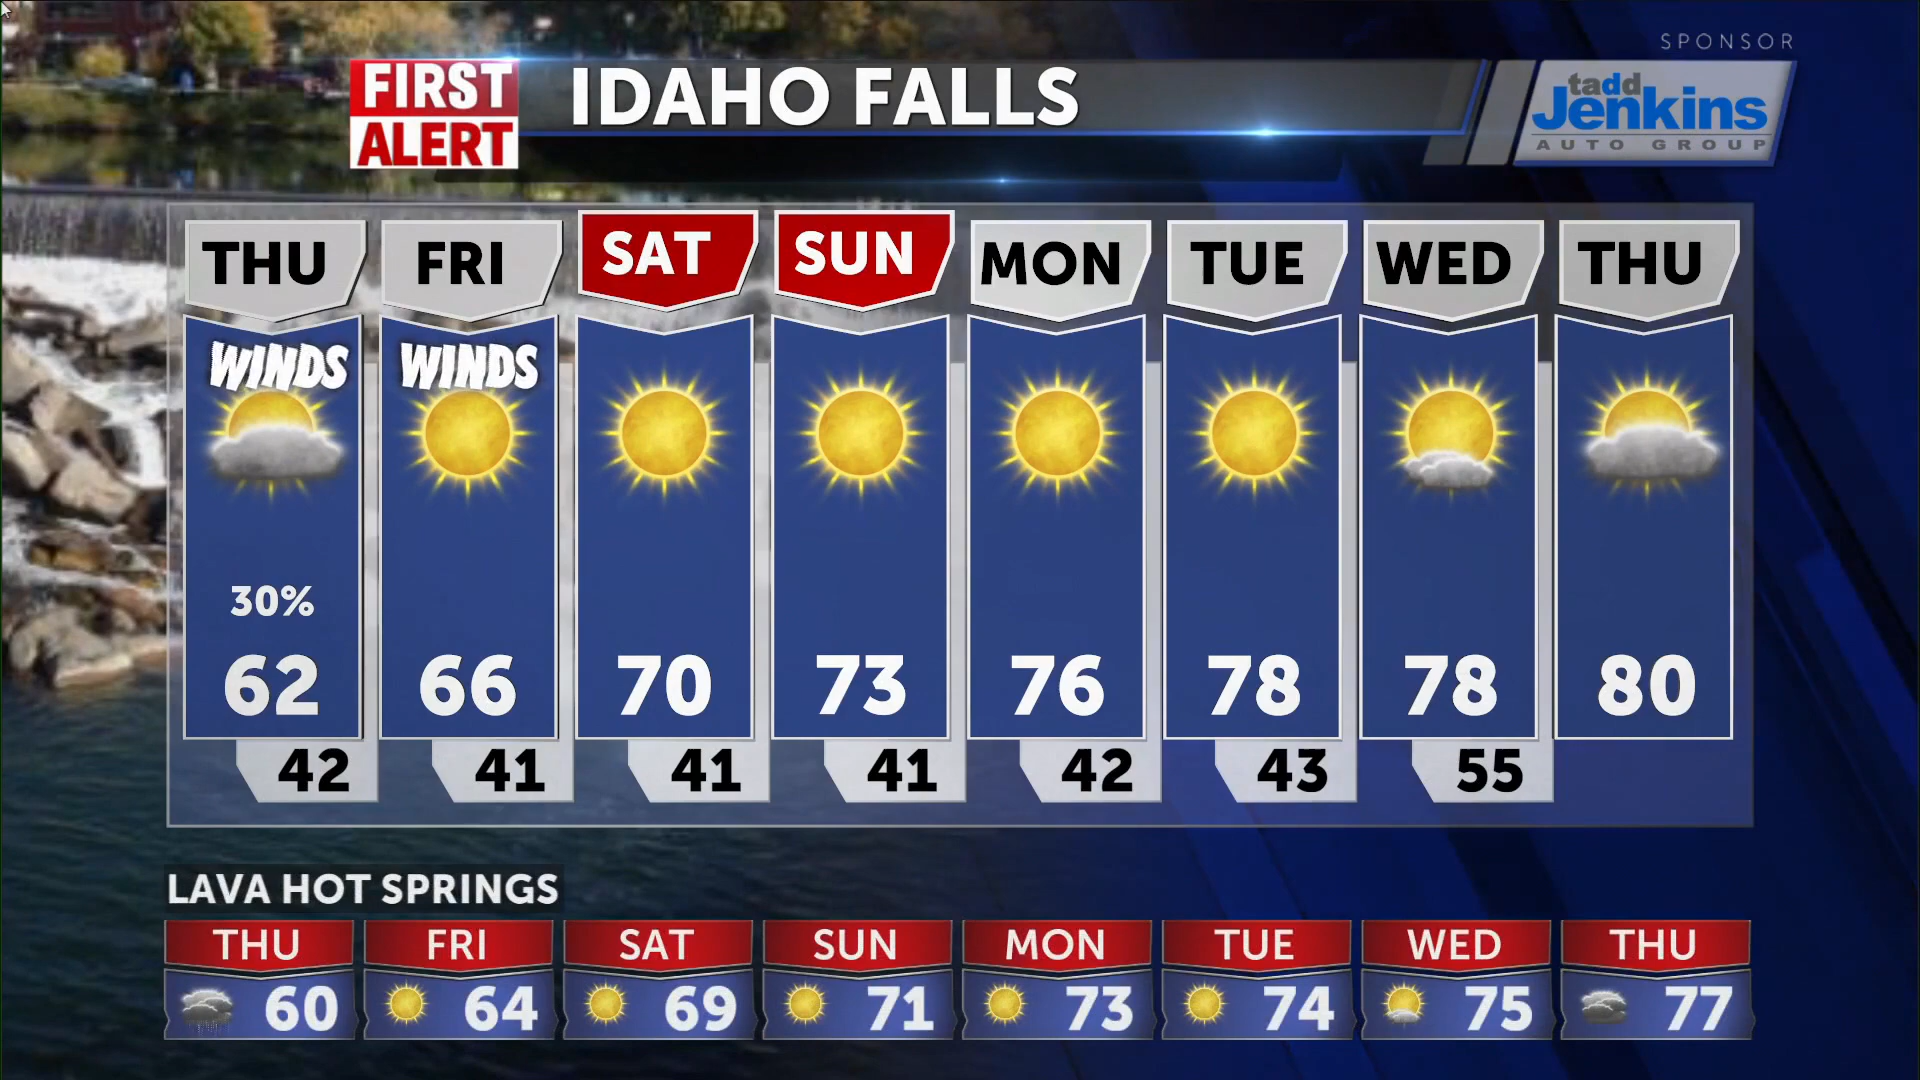 SPONSOR
FIRST
ALERT
IDAHO FALLS
tadd
Jenkins
AUTO GROUP
THU FRI SAT SUN MON TUE WED THU
WINDS WINDS
30%
62 66 70 73 76 78 78 80
42 41 41 41 42 43 55
LAVA HOT SPRINGS
THU FRI SAT SUN MON TUE WED THU
60 64 69 71 73 74 75 77